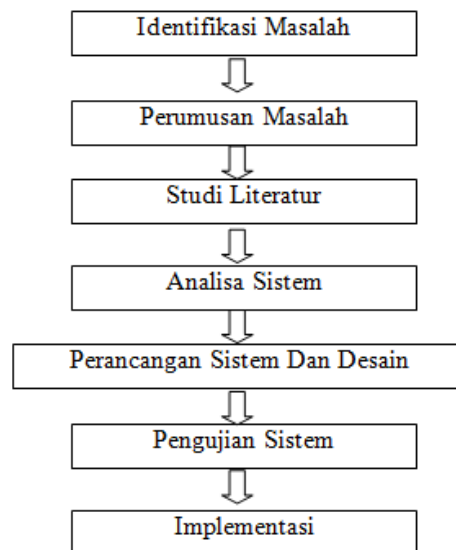 Identifikasi Masalah
Perumusan Masalah
Studi Literatur
Analisa Sistem
Perancangan Sistem Dan Desain
Pengujian Sistem
Implementasi